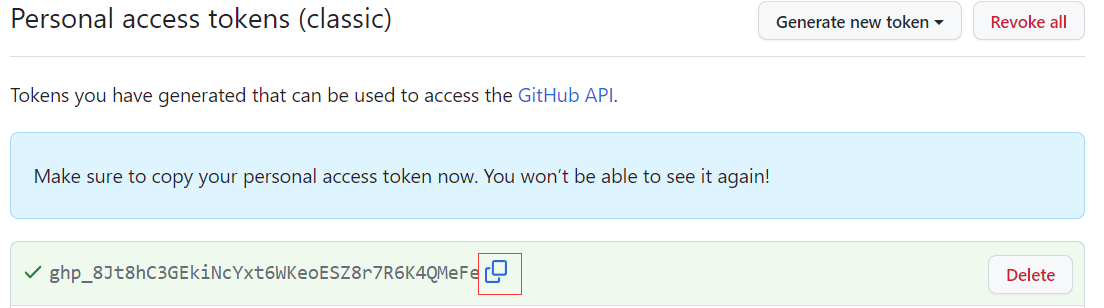 Personal access tokens (classic)
Generate new token
Revoke all
Tokens you have generated that can be used to access the GitHub API.
Make sure to copy your personal access token now. You won't be able to see it again!
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
Delete